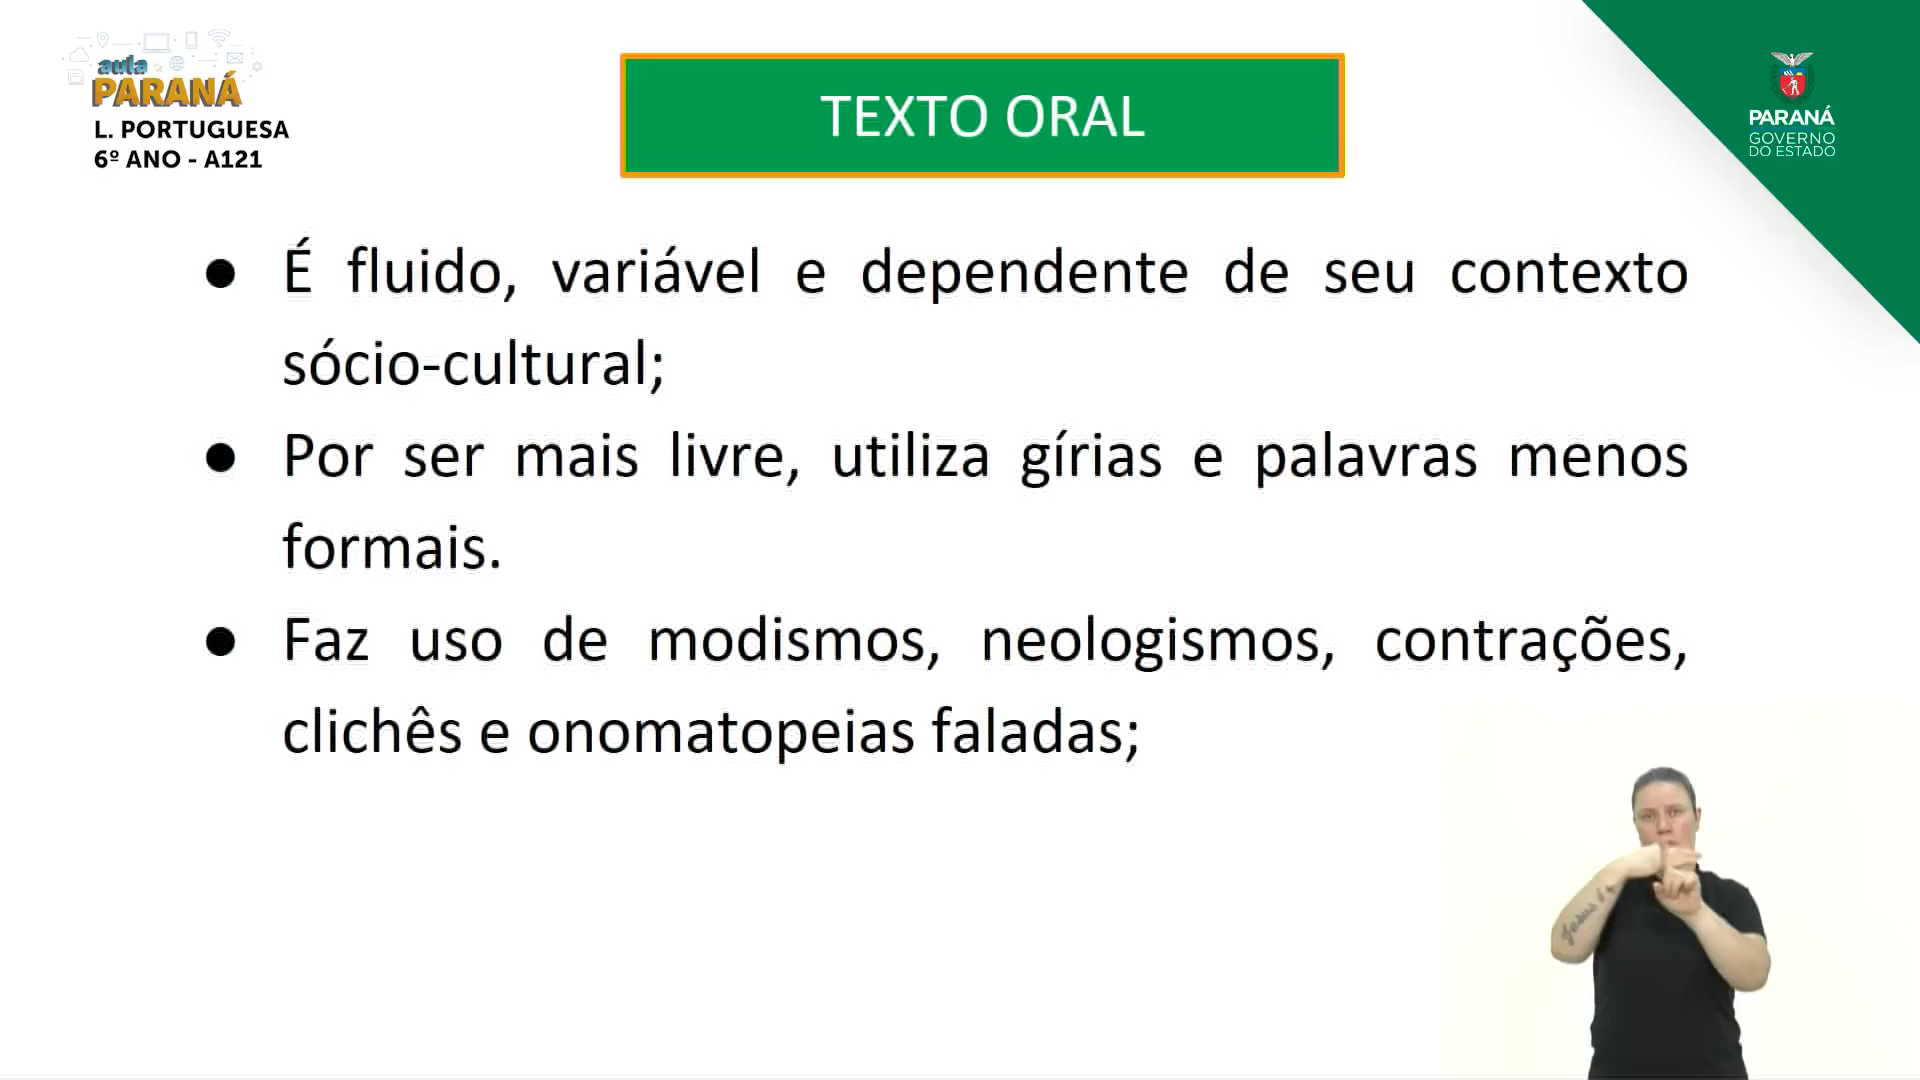 aula
PARANÁ
L. PORTUGUESA
6º ANO - A121
TEXTO ORAL
PARANÁ
GOVERNO
DO ESTADO
● É fluido, variável e dependente de seu contexto
sócio-cultural;
● Por ser mais livre, utiliza gírias e palavras menos
formais.
● Faz uso de modismos, neologismos, contrações,
clichês e onomatopeias faladas;